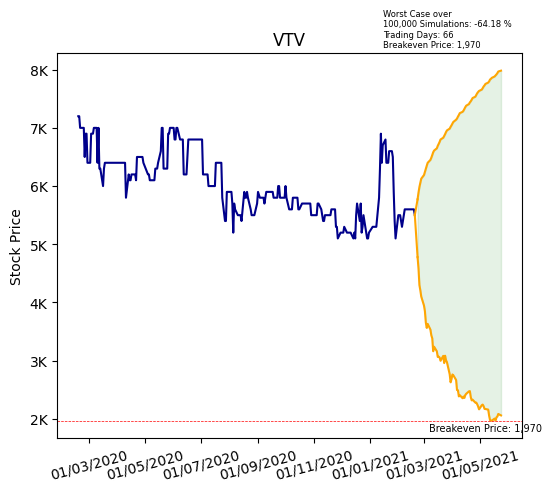 Worst Case over
100,000 Simulations: -64.18 %
Trading Days: 66
Breakeven Price: 1,970
VTV
Stock Price
8K
7K
6K
5K
4K
3K
2K
Breakeven Price: 1,970
01/03/2020
01/05/2020
01/07/2020
01/09/2020
01/11/2020
01/01/2021
01/03/2021
01/05/2021